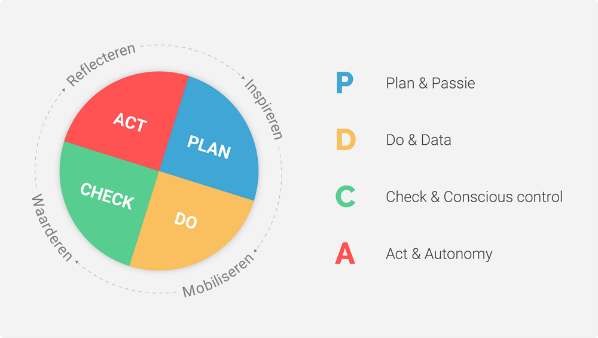 Reflecteren
Inspireren
ACT
PLAN
CHECK
DO
Waarderen
Mobiliseren
P Plan & Passie
D Do & Data
C Check & Conscious control
A Act & Autonomy